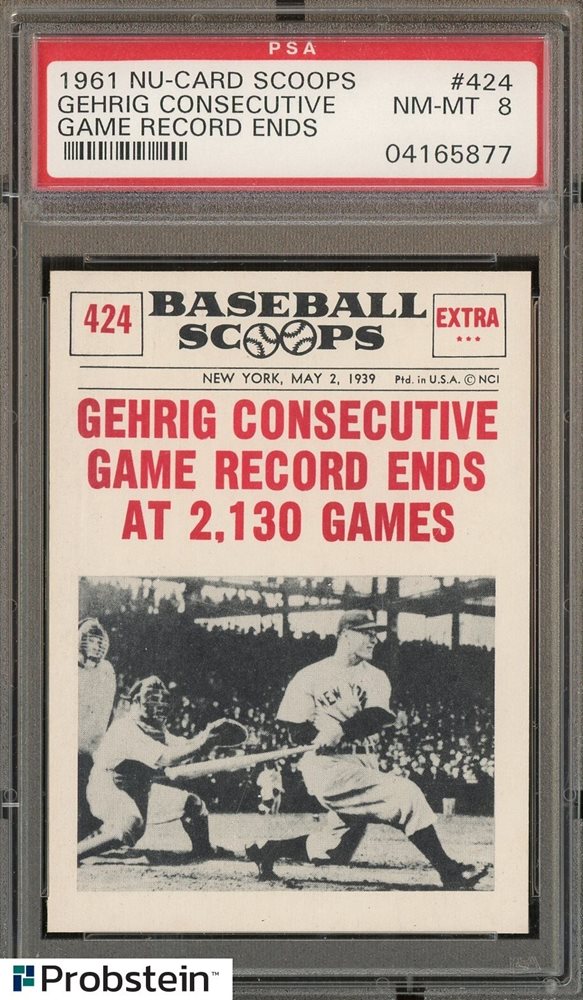 PSA
1961 NU-CARD SCOOPS #424
GEHRIG CONSECUTIVE NM-MT 8
GAME RECORD ENDS
04165877
424 BASEBALL EXTRA
SCOOPS ***
NEW YORK, MAY 2, 1939 Ptd. in U.S.A. © NCI
GEHRIG CONSECUTIVE
GAME RECORD ENDS
AT 2,130 GAMES
NEW YORK
Probstein™